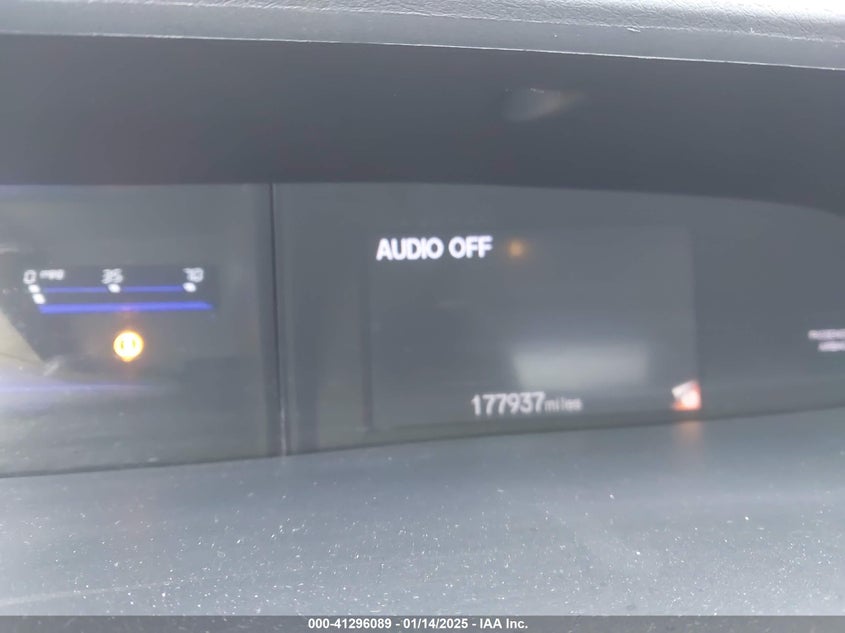 AUDIO OFF
0 MPG 35 70
177937 miles
000-41296089 - 01/14/2025 - IAA Inc.